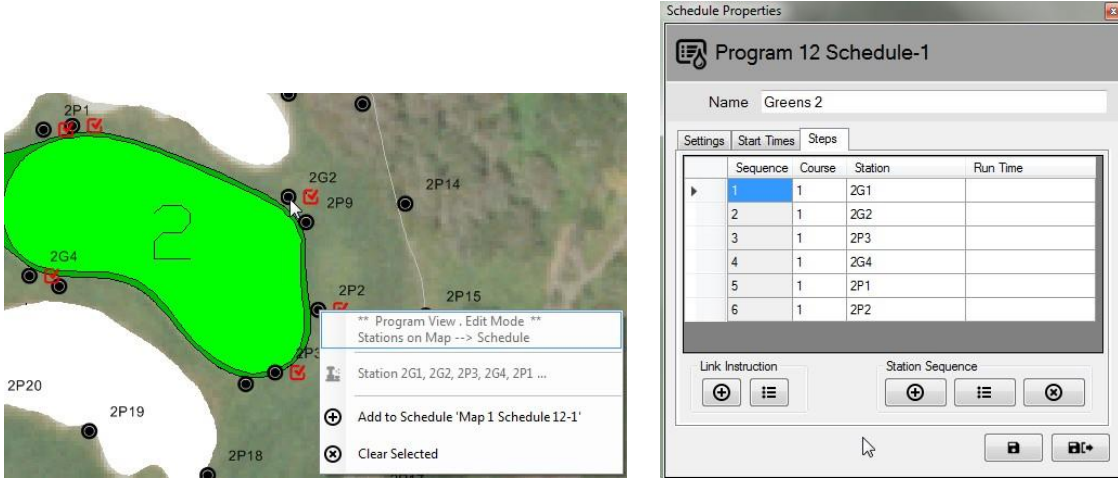 2P1
2G2
2P14
2P9
2
2G4
2P2
2P15
** Program View . Edit Mode **
Stations on Map --> Schedule
2P3
Station 2G1, 2G2, 2P3, 2G4, 2P1 ...
2P20
Add to Schedule 'Map 1 Schedule 12-1'
2P19
Clear Selected
2P18
Schedule Properties
Program 12 Schedule-1
Name Greens 2
Settings Start Times Steps
Sequence Course Station Run Time
1 1 2G1
2 1 2G2
3 1 2P3
4 1 2G4
5 1 2P1
6 1 2P2
Link Instruction Station Sequence